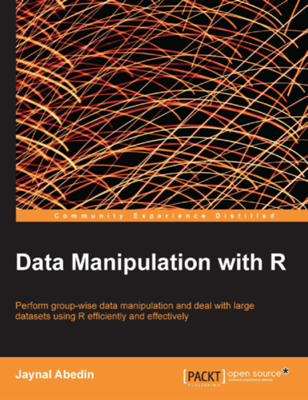 Community Experience Distilled
Data Manipulation with R
Perform group-wise data manipulation and deal with large
datasets using R efficiently and effectively
Jaynal Abedin
[PACKT]
PUBLISHING
open source*